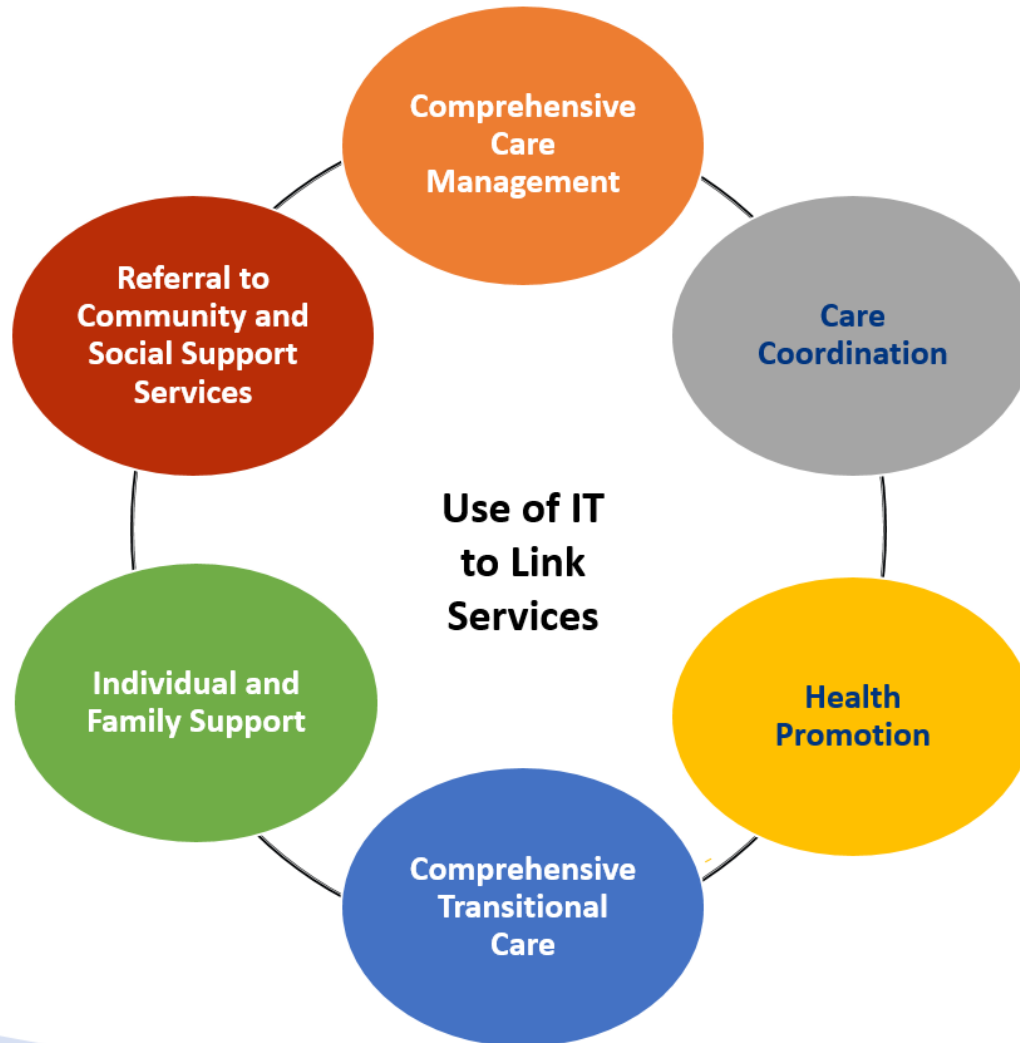 Comprehensive
Care
Management
Care
Coordination
Health
Promotion
Comprehensive
Transitional
Care
Individual and
Family Support
Referral to
Community and
Social Support
Services
Use of IT
to Link
Services